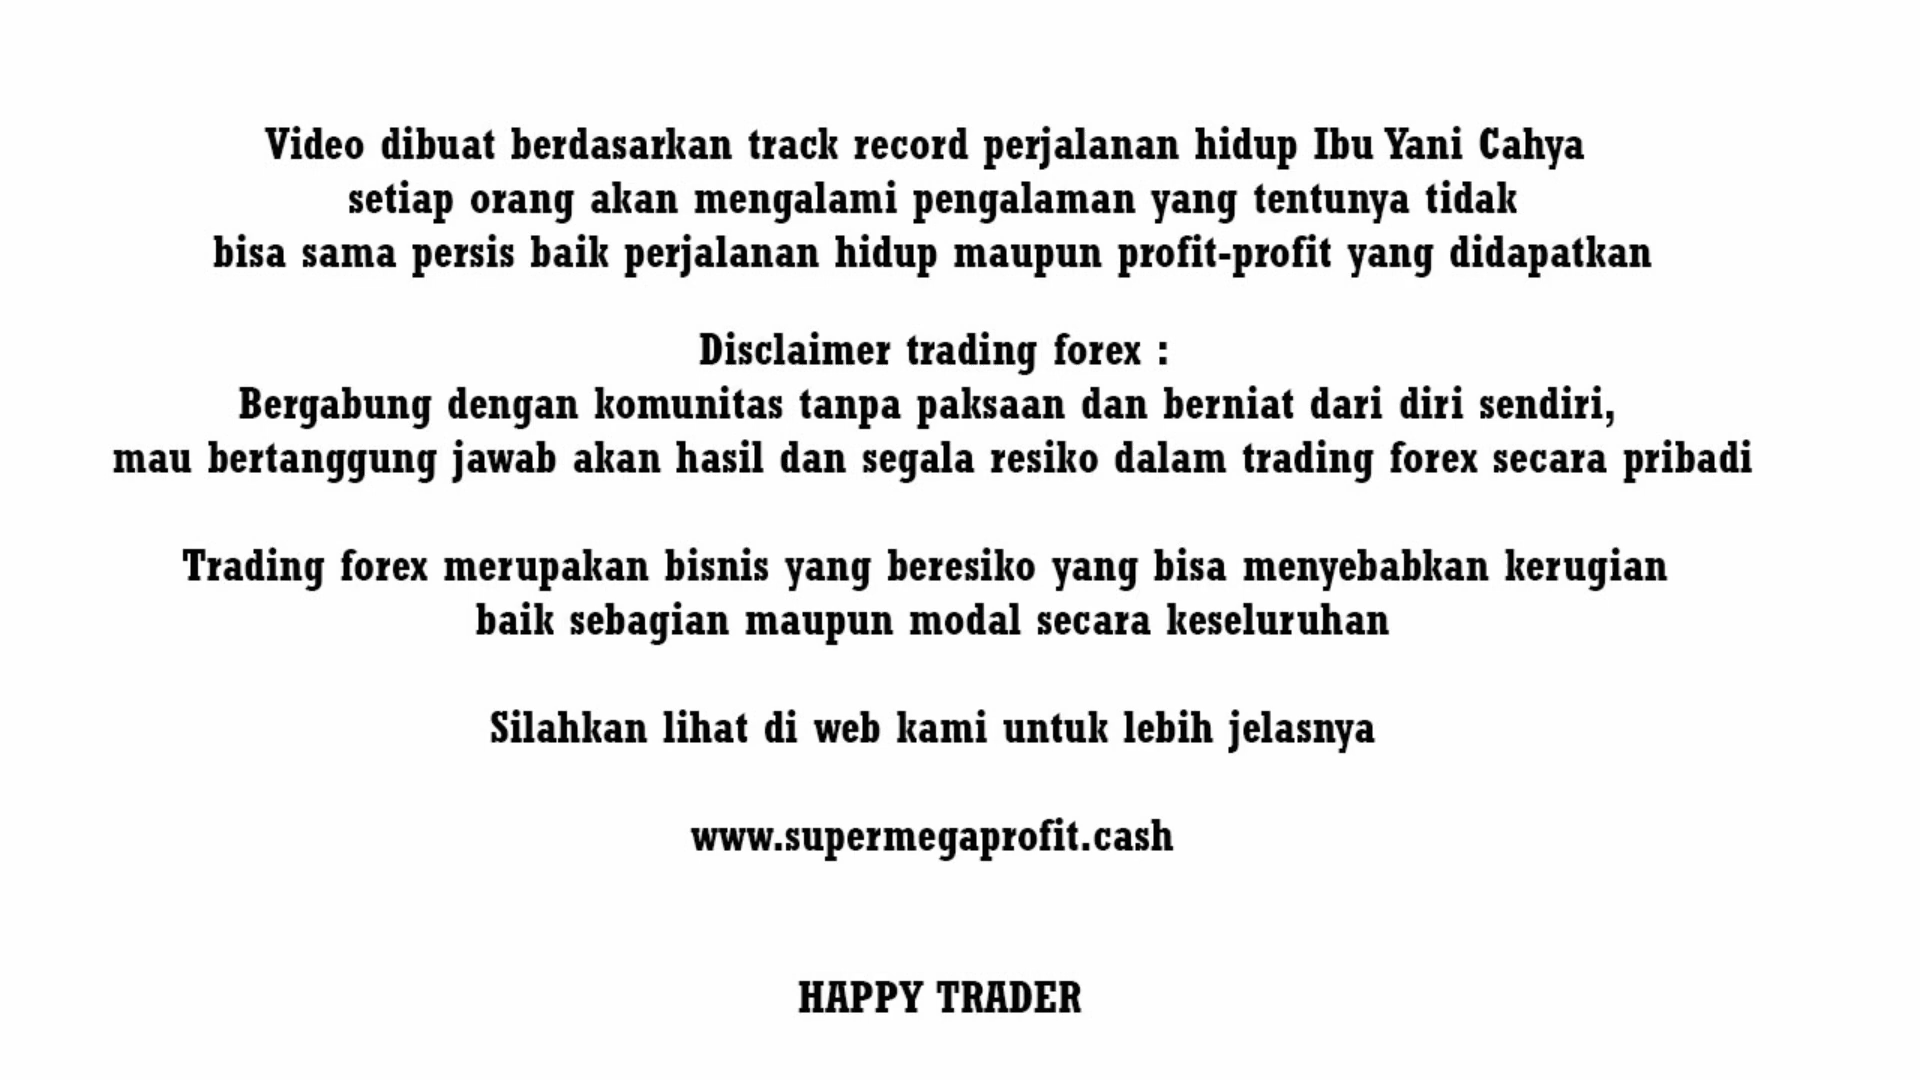 Video dibuat berdasarkan track record perjalanan hidup Ibu Yani Cahya
setiap orang akan mengalami pengalaman yang tentunya tidak
bisa sama persis baik perjalanan hidup maupun profit-profit yang didapatkan
Disclaimer trading forex :
Bergabung dengan komunitas tanpa paksaan dan berniat dari diri sendiri,
mau bertanggung jawab akan hasil dan segala resiko dalam trading forex secara pribadi
Trading forex merupakan bisnis yang beresiko yang bisa menyebabkan kerugian
baik sebagian maupun modal secara keseluruhan
Silahkan lihat di web kami untuk lebih jelasnya
www.supermegaprofit.cash
HAPPY TRADER